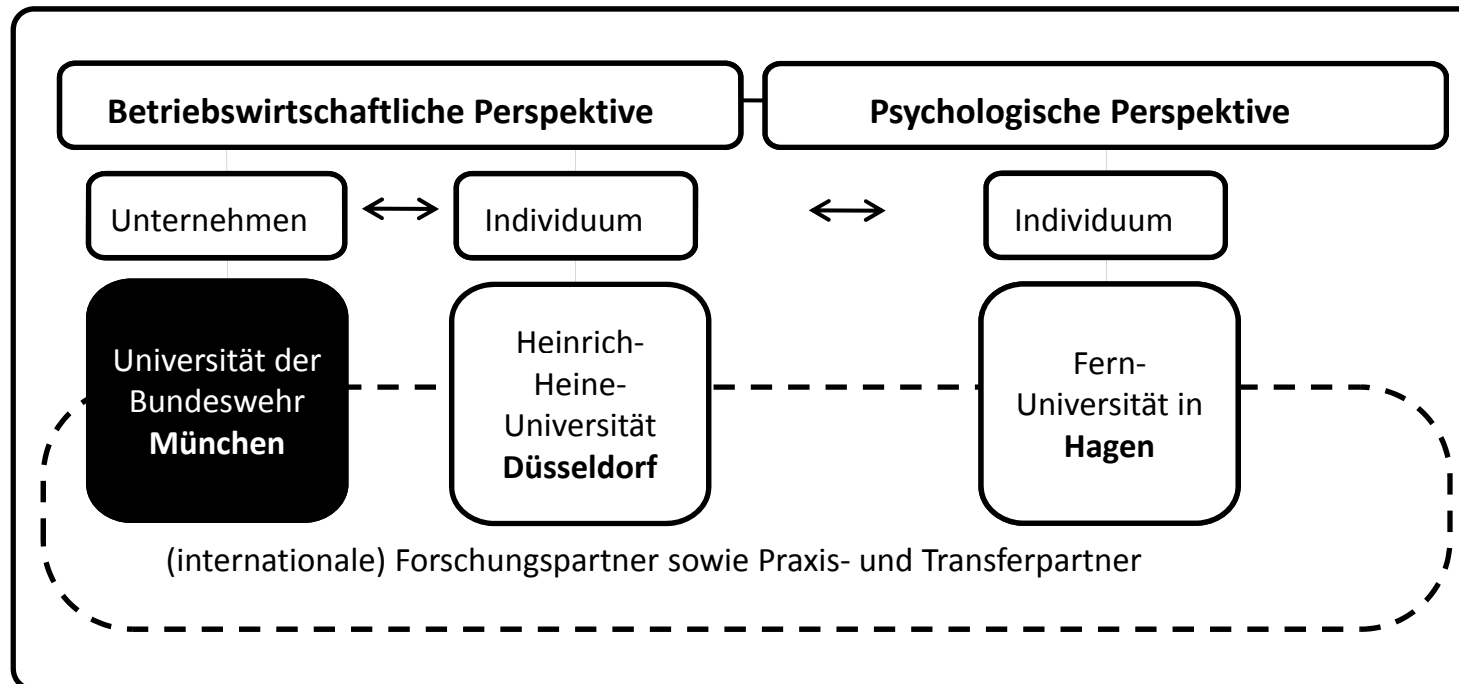 Betriebswirtschaftliche Perspektive
Psychologische Perspektive
Unternehmen
Individuum
Individuum
Universität der
Bundeswehr
München
Heinrich-
Heine-
Universität
Düsseldorf
Fern-
Universität in
Hagen
(internationale) Forschungspartner sowie Praxis- und Transferpartner